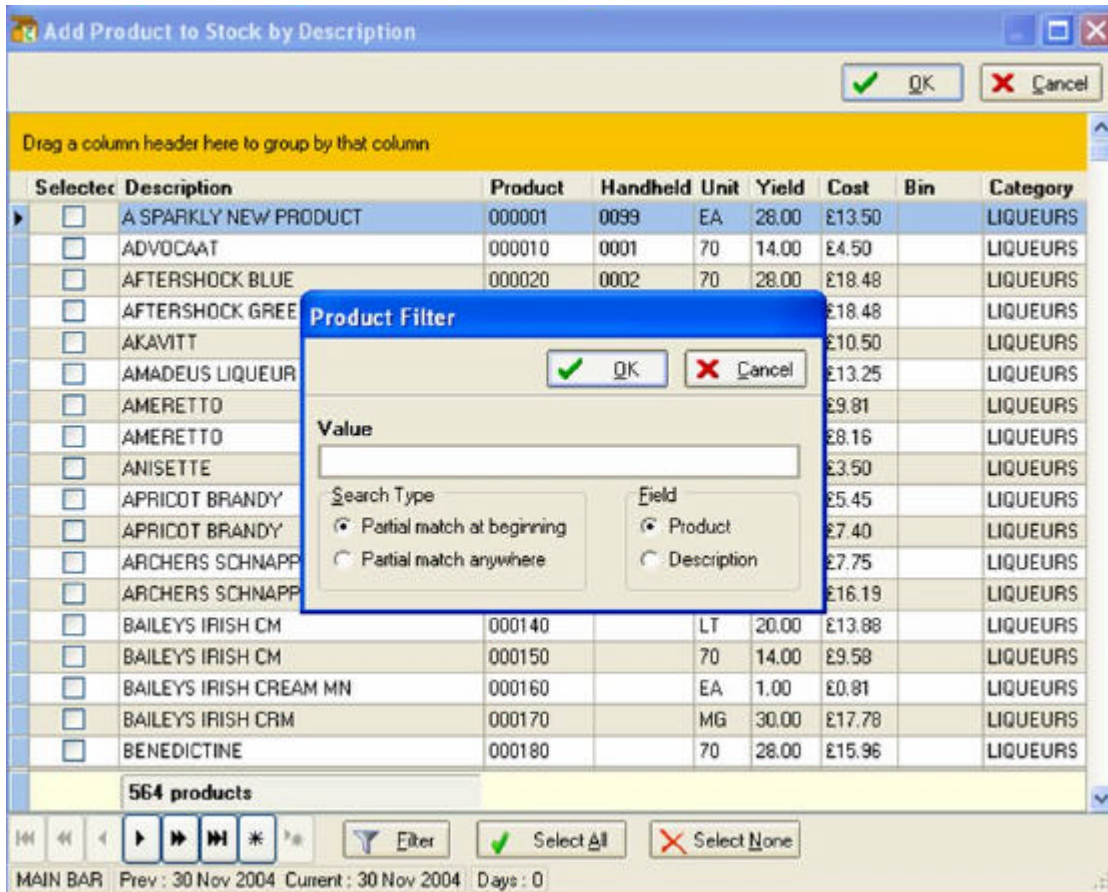 Add Product to Stock by Description
OK Cancel
Drag a column header here to group by that column
Selected Description Product Handheld Unit Yield Cost Bin Category
A SPARKLY NEW PRODUCT 000001 0099 EA 28.00 £13.50 LIQUEURS
ADVOCAAT 000010 0001 70 14.00 £4.50 LIQUEURS
AFTERSHOCK BLUE 000020 0002 70 28.00 £18.48 LIQUEURS
AFTERSHOCK GREE £18.48 LIQUEURS
AKAVITT £10.50 LIQUEURS
AMADEUS LIQUEUR £13.25 LIQUEURS
AMERETTO £9.81 LIQUEURS
AMERETTO £8.16 LIQUEURS
ANISETTE £3.50 LIQUEURS
APRICOT BRANDY £5.45 LIQUEURS
APRICOT BRANDY £7.40 LIQUEURS
ARCHERS SCHNAPP £7.75 LIQUEURS
ARCHERS SCHNAPP £16.19 LIQUEURS
BAILEYS IRISH CM 000140 LT 20.00 £13.88 LIQUEURS
BAILEYS IRISH CM 000150 70 14.00 £9.58 LIQUEURS
BAILEYS IRISH CREAM MN 000160 EA 1.00 £0.81 LIQUEURS
BAILEYS IRISH CRM 000170 MG 30.00 £17.78 LIQUEURS
BENEDICTINE 000180 70 28.00 £15.96 LIQUEURS
564 products
Product Filter
OK Cancel
Value
Search Type Field
Partial match at beginning Product
Partial match anywhere Description
Filter Select All Select None
MAIN BAR Prev : 30 Nov 2004 Current : 30 Nov 2004 Days : 0